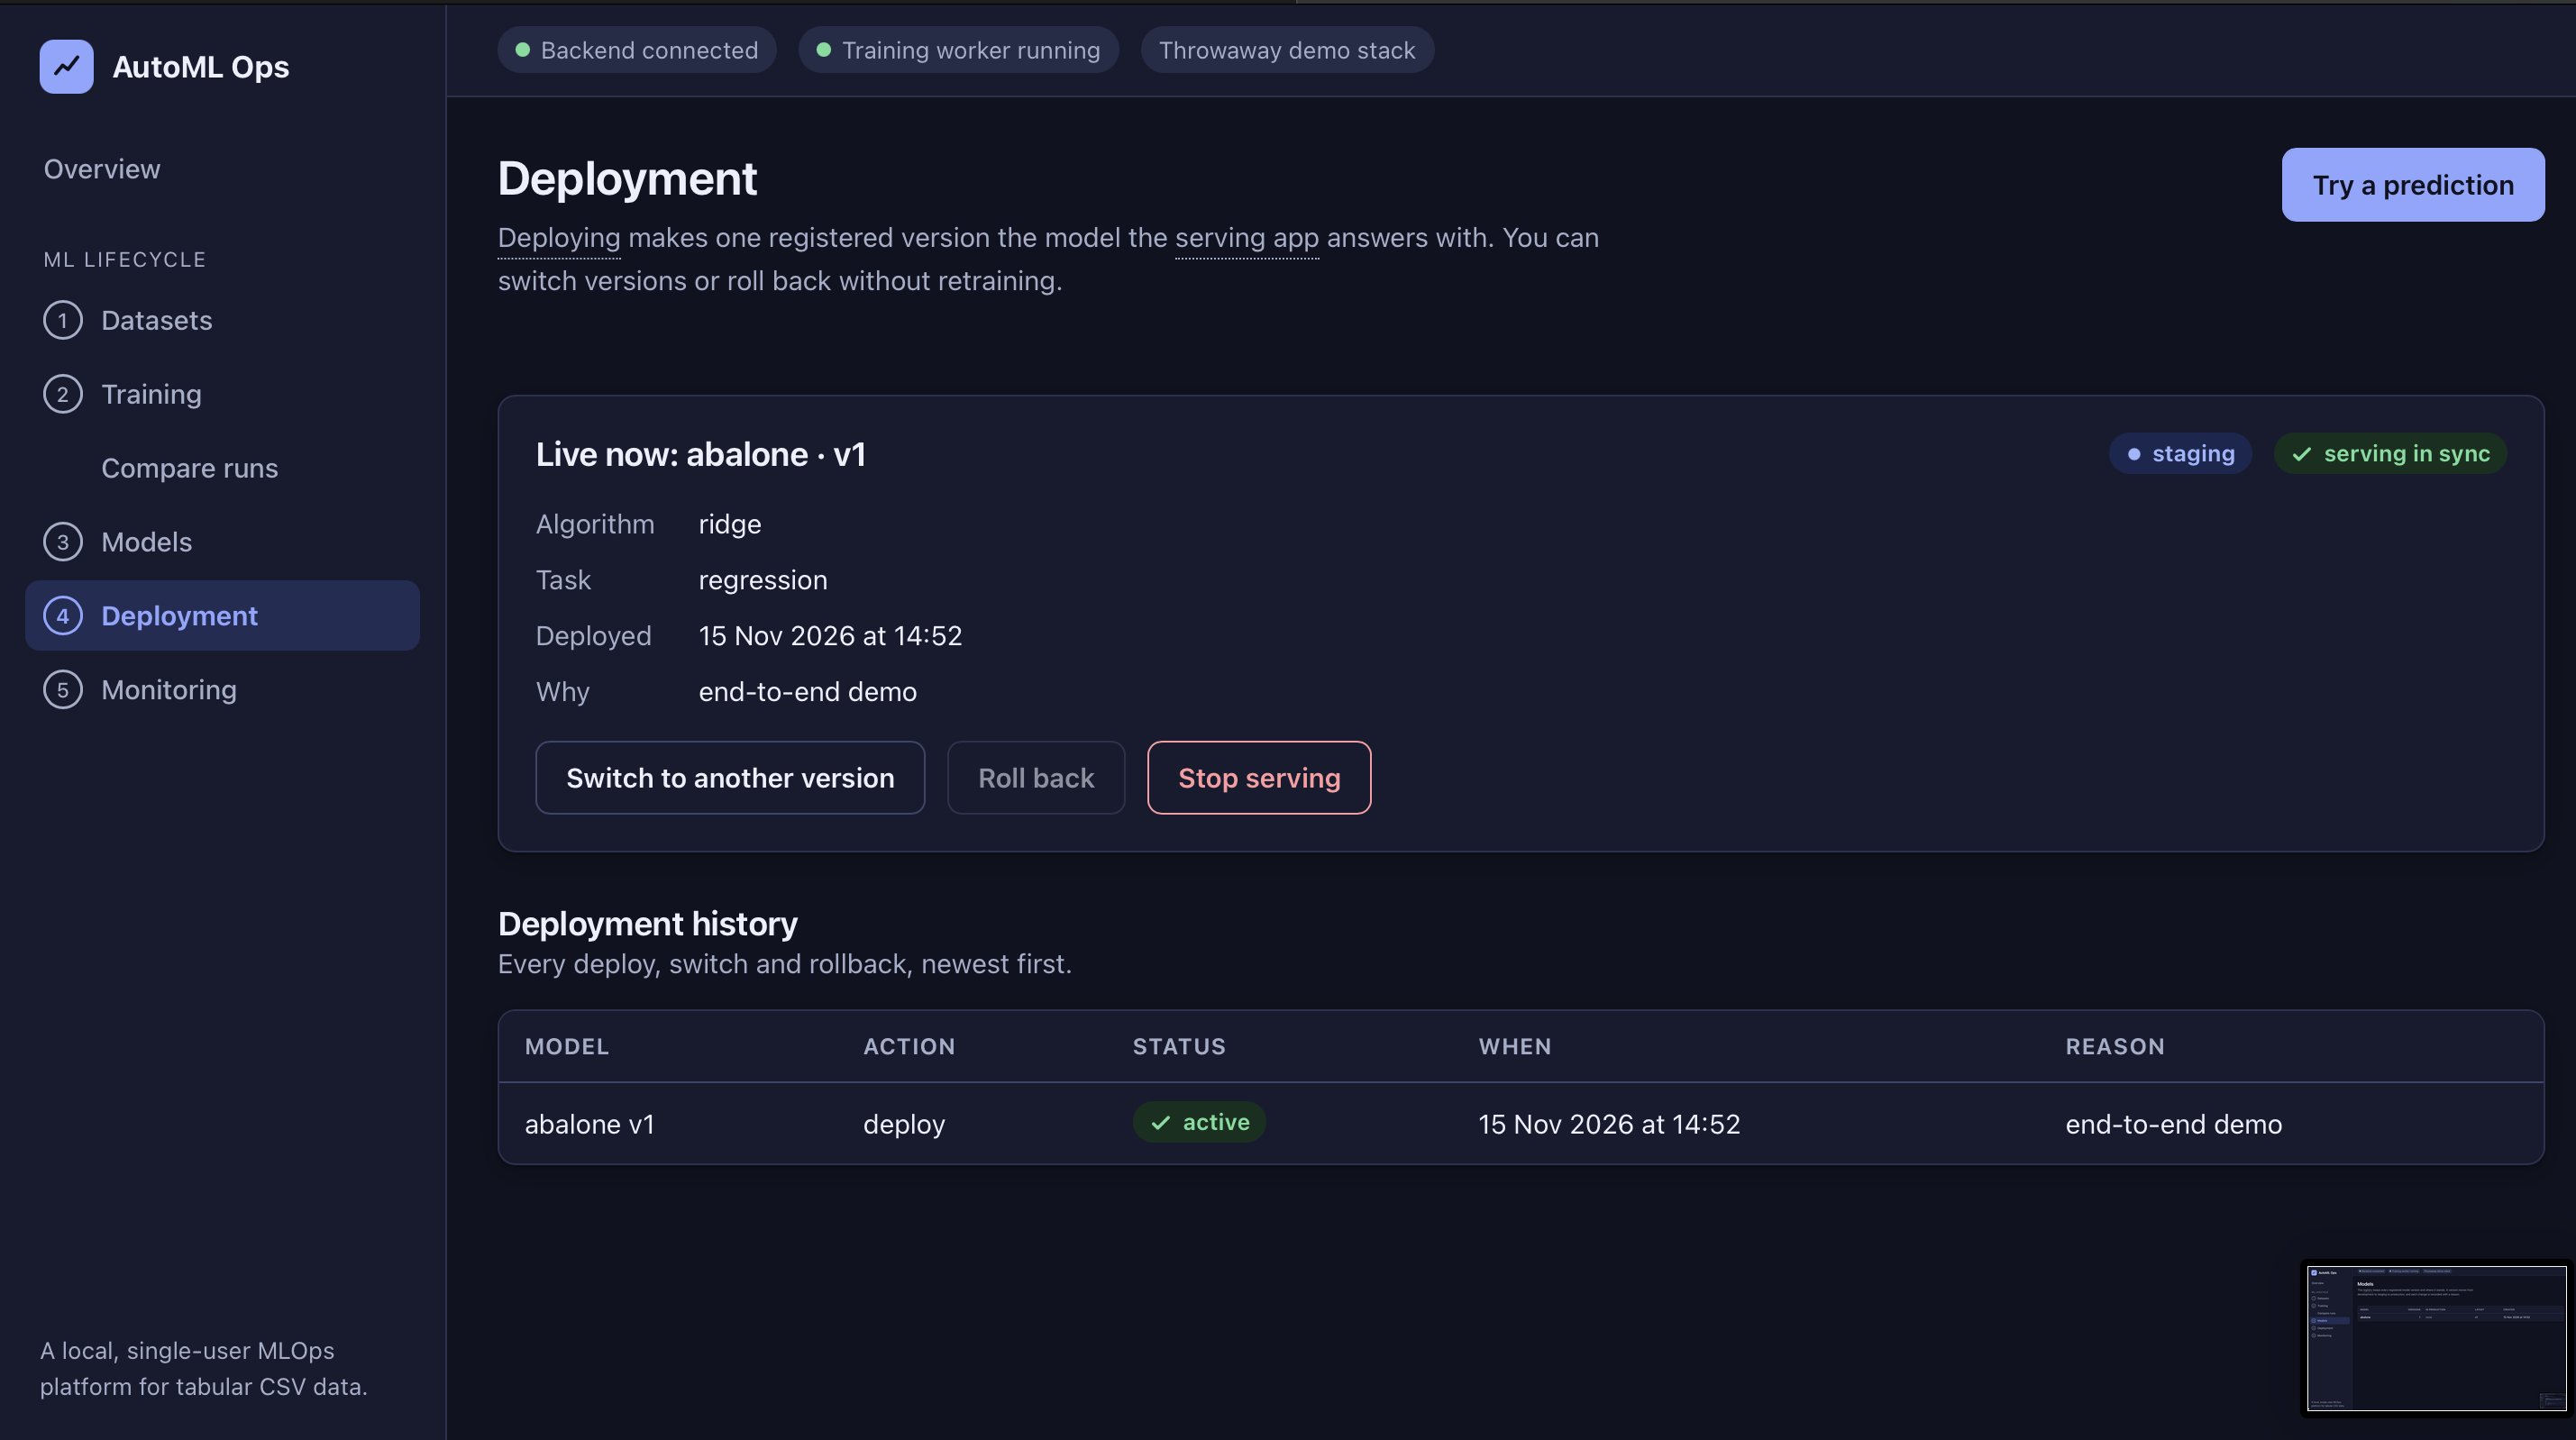 AutoML Ops
Overview
ML LIFECYCLE
1 Datasets
2 Training
Compare runs
3 Models
4 Deployment
5 Monitoring
A local, single-user MLOps
platform for tabular CSV data.
Backend connected
Training worker running
Throwaway demo stack
Deployment
Try a prediction
Deploying makes one registered version the model the serving app answers with. You can
switch versions or roll back without retraining.
Live now: abalone · v1
staging
serving in sync
Algorithm ridge
Task regression
Deployed 15 Nov 2026 at 14:52
Why end-to-end demo
Switch to another version
Roll back
Stop serving
Deployment history
Every deploy, switch and rollback, newest first.
MODEL ACTION STATUS WHEN REASON
abalone v1 deploy active 15 Nov 2026 at 14:52 end-to-end demo
Models